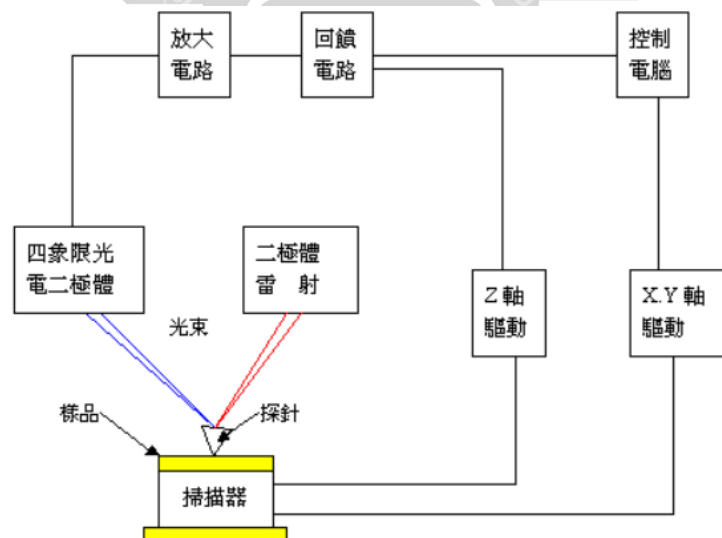 放大
電路
回饋
電路
控制
電腦
四象限光
電二極體
二極體
雷 射
光束
Z 軸
驅動
X.Y 軸
驅動
樣品
探針
掃描器